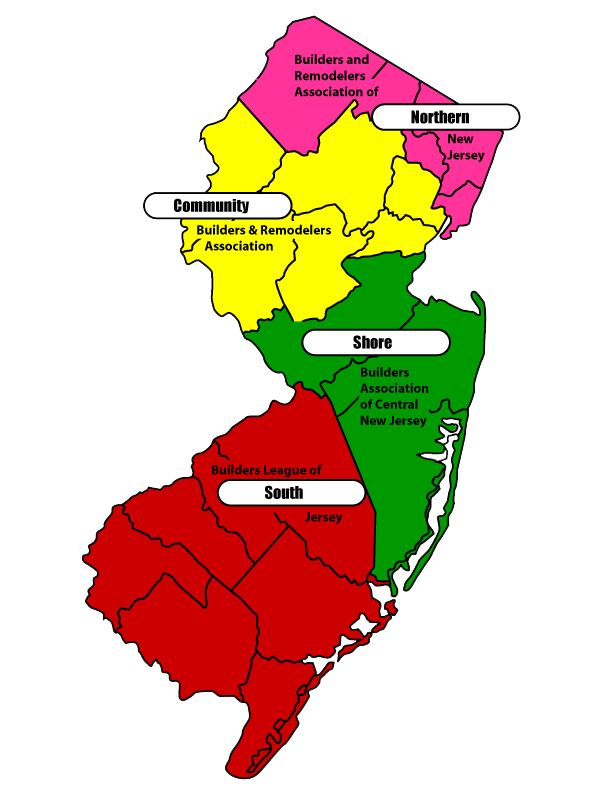 Builders and
Remodelers
Association of
Northern
New
Jersey
Community
Builders & Remodelers
Association
Shore
Builders
Association
of Central
New Jersey
Builders League of
South
Jersey